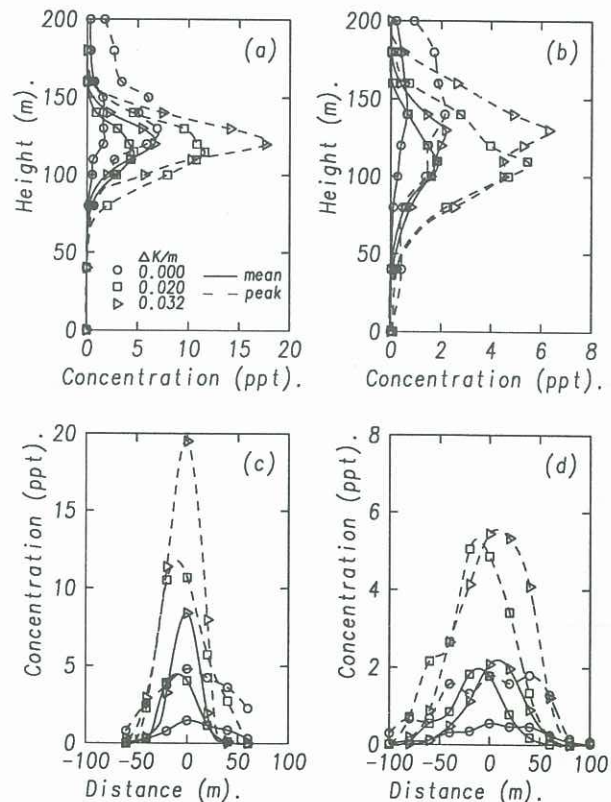 200
150
100
50
0
Height (m).
(a)
ΔK/m
0.000
0.020
0.032
mean
peak
0 5 10 15 20
Concentration (ppt).
200
150
100
50
0
Height (m).
(b)
0 2 4 6 8
Concentration (ppt).
20
15
10
5
0
Concentration (ppt).
(c)
-100 -50 0 50 100
Distance (m).
8
6
4
2
0
Concentration (ppt).
(d)
-100 -50 0 50 100
Distance (m).